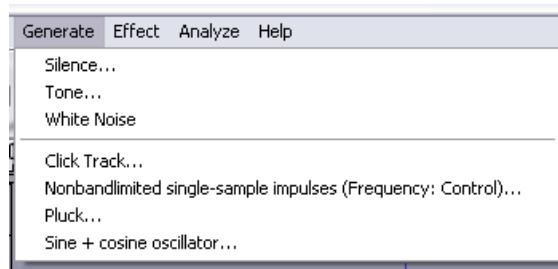 Generate Effect Analyze Help
Silence...
Tone...
White Noise
Click Track...
Nonbandlimited single-sample impulses (Frequency: Control)...
Pluck...
Sine + cosine oscillator...